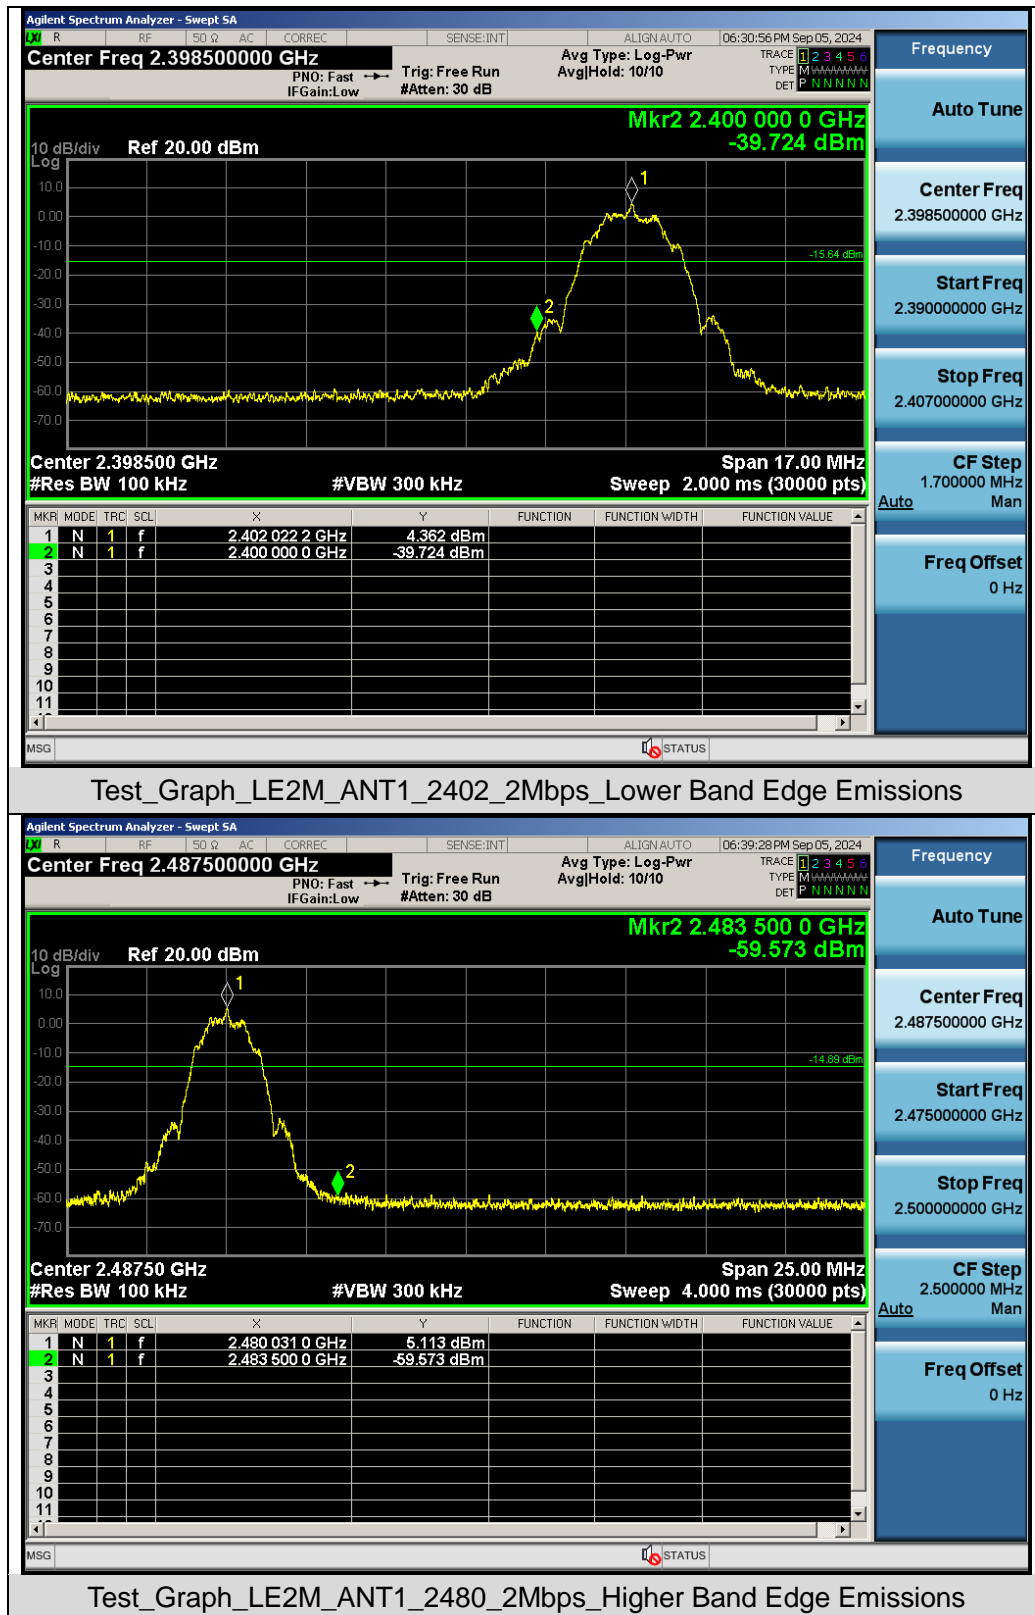 Agilent Spectrum Analyzer - Swept SA
LXI R RF 50 Ω AC CORREC SENSE:INT ALIGN AUTO 06:30:56 PM Sep 05, 2024
Center Freq 2.398500000 GHz
PNO: Fast
IFGain:Low
Trig: Free Run
#Atten: 30 dB
Avg Type: Log-Pwr
Avg|Hold: 10/10
TRACE 1 2 3 4 5 6
TYPE M
DET P N N N N N
Mkr2 2.400 000 0 GHz
-39.724 dBm
10 dB/div Ref 20.00 dBm
Log
10.0
0.00
-10.0
-20.0
-30.0
-40.0
-50.0
-60.0
-70.0
1
2
-15.64 dBm
Center 2.398500 GHz Span 17.00 MHz
#Res BW 100 kHz #VBW 300 kHz Sweep 2.000 ms (30000 pts)
MKR MODE TRC SCL X Y FUNCTION FUNCTION WIDTH FUNCTION VALUE
1 N 1 f 2.402 022 2 GHz 4.362 dBm
2 N 1 f 2.400 000 0 GHz -39.724 dBm
3
4
5
6
7
8
9
10
11
MSG STATUS
Frequency
Auto Tune
Center Freq
2.398500000 GHz
Start Freq
2.390000000 GHz
Stop Freq
2.407000000 GHz
CF Step
1.700000 MHz
Auto Man
Freq Offset
0 Hz
Test_Graph_LE2M_ANT1_2402_2Mbps_Lower Band Edge Emissions
Agilent Spectrum Analyzer - Swept SA
LXI R RF 50 Ω AC CORREC SENSE:INT ALIGN AUTO 06:39:28 PM Sep 05, 2024
Center Freq 2.487500000 GHz
PNO: Fast
IFGain:Low
Trig: Free Run
#Atten: 30 dB
Avg Type: Log-Pwr
Avg|Hold: 10/10
TRACE 1 2 3 4 5 6
TYPE M
DET P N N N N N
Mkr2 2.483 500 0 GHz
-59.573 dBm
10 dB/div Ref 20.00 dBm
Log
10.0
0.00
-10.0
-20.0
-30.0
-40.0
-50.0
-60.0
-70.0
1
2
-14.89 dBm
Center 2.48750 GHz Span 25.00 MHz
#Res BW 100 kHz #VBW 300 kHz Sweep 4.000 ms (30000 pts)
MKR MODE TRC SCL X Y FUNCTION FUNCTION WIDTH FUNCTION VALUE
1 N 1 f 2.480 031 0 GHz 5.113 dBm
2 N 1 f 2.483 500 0 GHz -59.573 dBm
3
4
5
6
7
8
9
10
11
MSG STATUS
Frequency
Auto Tune
Center Freq
2.487500000 GHz
Start Freq
2.475000000 GHz
Stop Freq
2.500000000 GHz
CF Step
2.500000 MHz
Auto Man
Freq Offset
0 Hz
Test_Graph_LE2M_ANT1_2480_2Mbps_Higher Band Edge Emissions